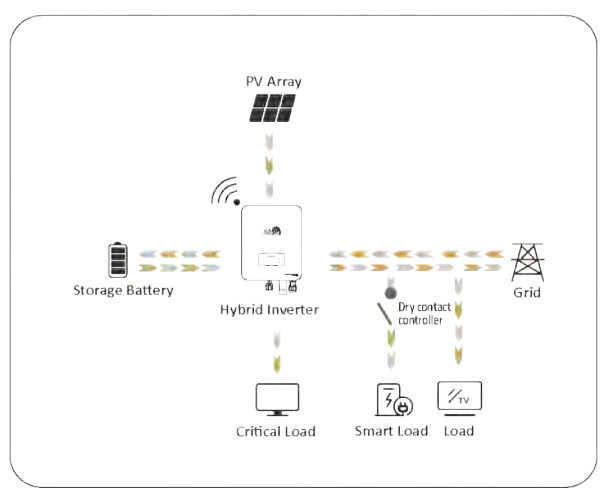 PV Array
Storage Battery
Hybrid Inverter
Grid
Dry contact
controller
TV
Critical Load
Smart Load
Load